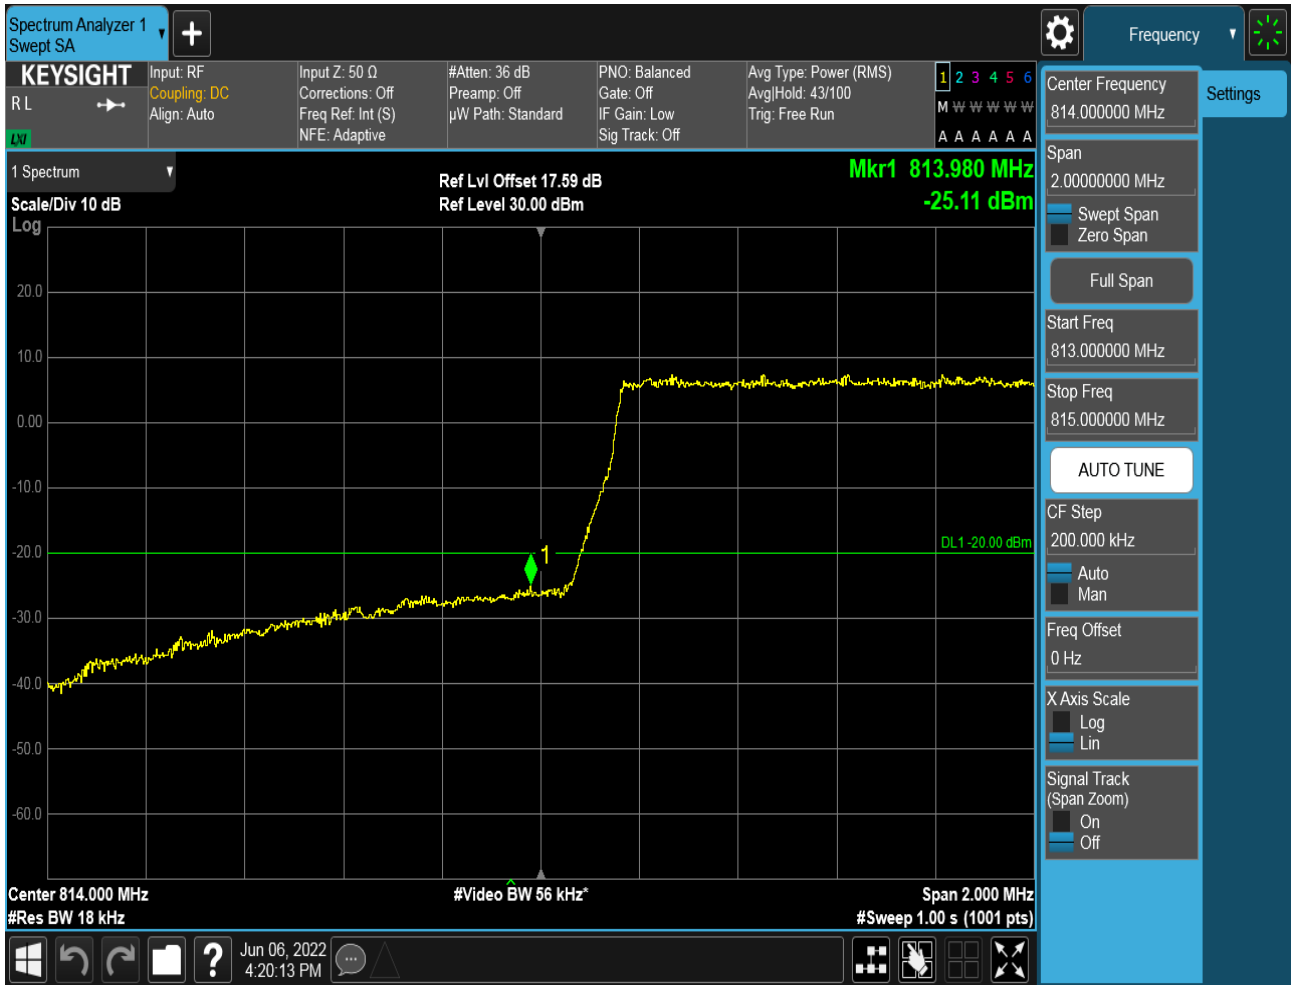 Spectrum Analyzer 1
Swept SA
Frequency
KEYSIGHT
R L
LXI
Input: RF
Coupling: DC
Align: Auto
Input Z: 50 Ω
Corrections: Off
Freq Ref: Int (S)
NFE: Adaptive
#Atten: 36 dB
Preamp: Off
µW Path: Standard
PNO: Balanced
Gate: Off
IF Gain: Low
Sig Track: Off
Avg Type: Power (RMS)
Avg|Hold: 43/100
Trig: Free Run
1 2 3 4 5 6
M W W W W W
A A A A A A
1 Spectrum
Scale/Div 10 dB
Log
Ref Lvl Offset 17.59 dB
Ref Level 30.00 dBm
Mkr1 813.980 MHz
-25.11 dBm
20.0
10.0
0.00
-10.0
-20.0
-30.0
-40.0
-50.0
-60.0
1
DL1 -20.00 dBm
Center 814.000 MHz
#Res BW 18 kHz
#Video BW 56 kHz*
Span 2.000 MHz
#Sweep 1.00 s (1001 pts)
Jun 06, 2022
4:20:13 PM
?
Center Frequency
814.000000 MHz
Span
2.00000000 MHz
Swept Span
Zero Span
Full Span
Start Freq
813.000000 MHz
Stop Freq
815.000000 MHz
AUTO TUNE
CF Step
200.000 kHz
Auto
Man
Freq Offset
0 Hz
X Axis Scale
Log
Lin
Signal Track
(Span Zoom)
On
Off
Settings